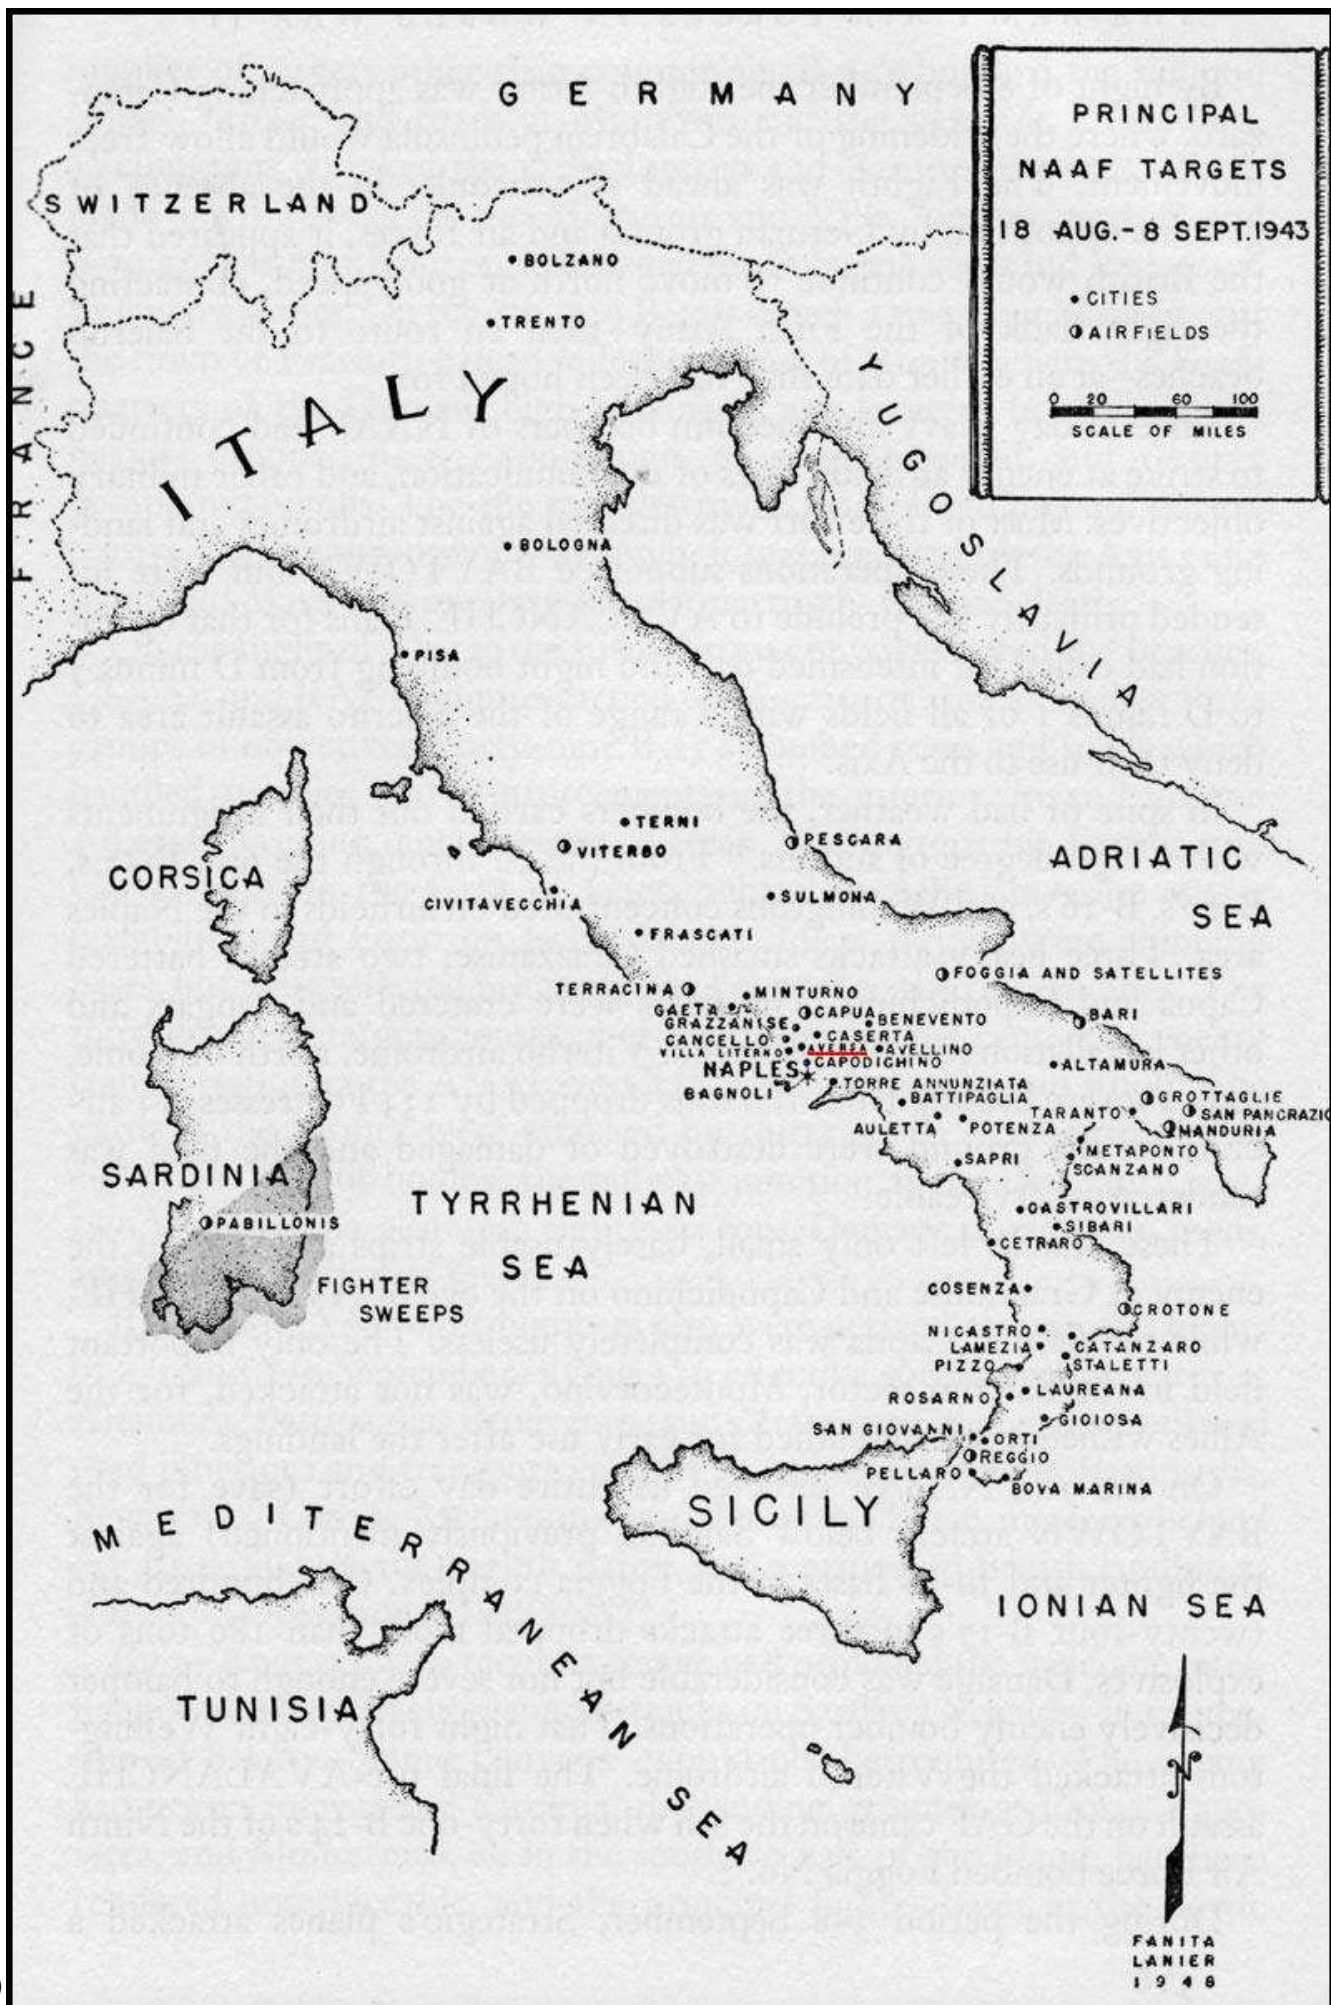 GERMANY
PRINCIPAL
NAAF TARGETS
18 AUG.-8 SEPT.1943
CITIES
AIRFIELDS
0 20 60 100
SCALE OF MILES
SWITZERLAND
BOLZANO
TRENTO
FRANCE
ITALY
YUGOSLAVIA
BOLOGNA
PISA
TERNI
VITERBO
PESCARA
CORSICA
ADRIATIC
SEA
CIVITAVECCHIA
SULMONA
FRASCATI
FOGGIA AND SATELLITES
TERRACINA
MINTURNO
GAETA
CAPUA
BARI
GRAZZANISE
BENEVENTO
CANCELLO
CASERTA
VILLA LITERNO
AVERSA
AVELLINO
NAPLES
CAPODICHINO
ALTAMURA
BAGNOLI
TORRE ANNUNZIATA
BATTIPAGLIA
GROTTAGLIE
TARANTO
SAN PANCRAZIO
AULETTA
POTENZA
MANDURIA
METAPONTO
SAPRI
SCANZANO
SARDINIA
TYRRHENIAN
SEA
PABILLONIS
CASTROVILLARI
SIBARI
CETRARO
FIGHTER
SWEEPS
COSENZA
CROTONE
NICASTRO
LAMEZIA
CATANZARO
PIZZO
STALETTI
ROSARNO
LAUREANA
GIOIOSA
SAN GIOVANNI
ORTI
REGGIO
PELLARO
BOVA MARINA
SICILY
MEDITERRANEAN SEA
IONIAN SEA
TUNISIA
N
FANITA
LANIER
1948